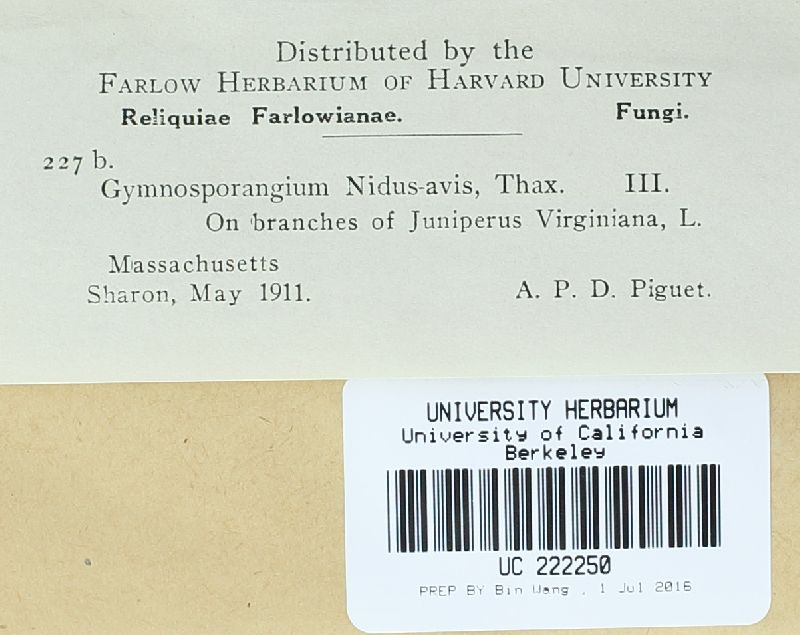 Distributed by the
FARLOW HERBARIUM OF HARVARD UNIVERSITY
Reliquiae Farlowianae. Fungi.
227 b.
Gymnosporangium Nidus-avis, Thax. III.
On branches of Juniperus Virginiana, L.
Massachusetts
Sharon, May 1911. A. P. D. Piguet.
UNIVERSITY HERBARIUM
University of California
Berkeley
UC 222250
PREP BY Bin Wang , 1 Jul 2016